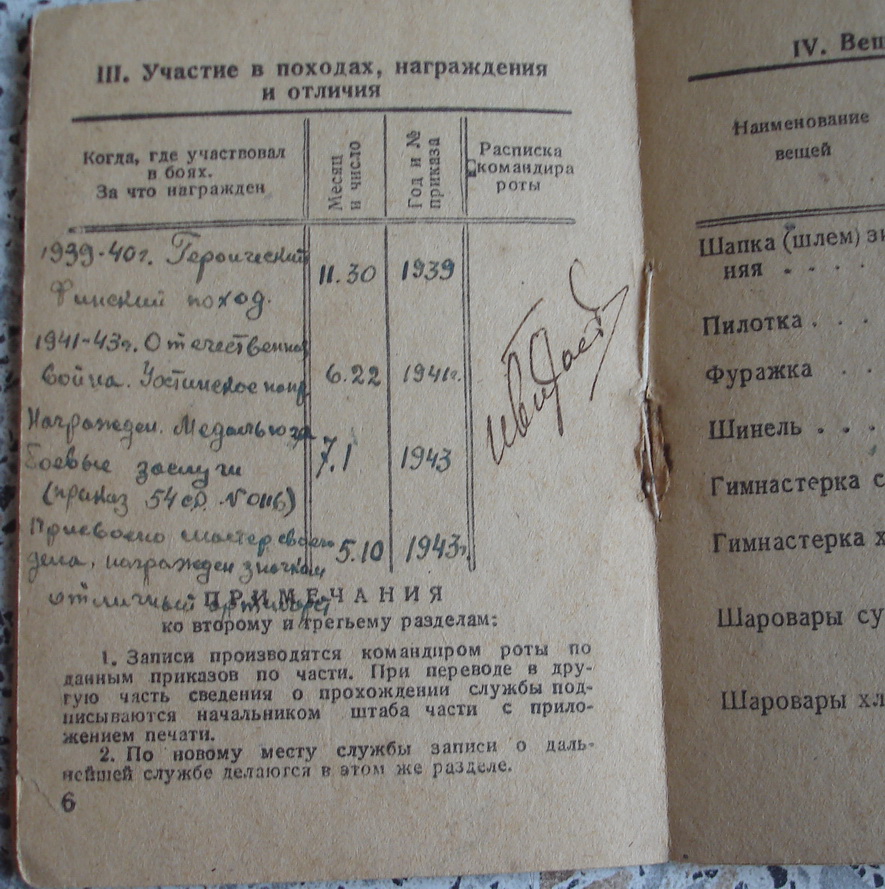 III. Участие в походах, награждения
и отличия
Когда, где участвовал
в боях.
За что награжден
Месяц
и число
Год и №
приказа
Расписка
командира
роты
1939-40г. Героический
Финский поход.
11.30
1939
1941-43г. Отечественная
война.
6.22
1941г.
Награжден. Медалью за
боевые заслуги
7.1
1943
(приказ 54 сд № 0116)
Присвоено мастер своего
дела, награжден значком
5.10
1943г.
отличный артиллерист
ПРИМЕЧАНИЯ
ко второму и третьему разделам:
1. Записи производятся командиром роты по
данным приказов по части. При переводе в дру-
гую часть сведения о прохождении службы под-
писываются начальником штаба части с прило-
жением печати.
2. По новому месту службы записи о даль-
нейшей службе делаются в этом же разделе.
6
IV. Вещ
Наименование
вещей
Шапка (шлем) зи
няя . . . .
Пилотка . . .
Фуражка . .
Шинель . . .
Гимнастерка с
Гимнастерка х
Шаровары су
Шаровары хл